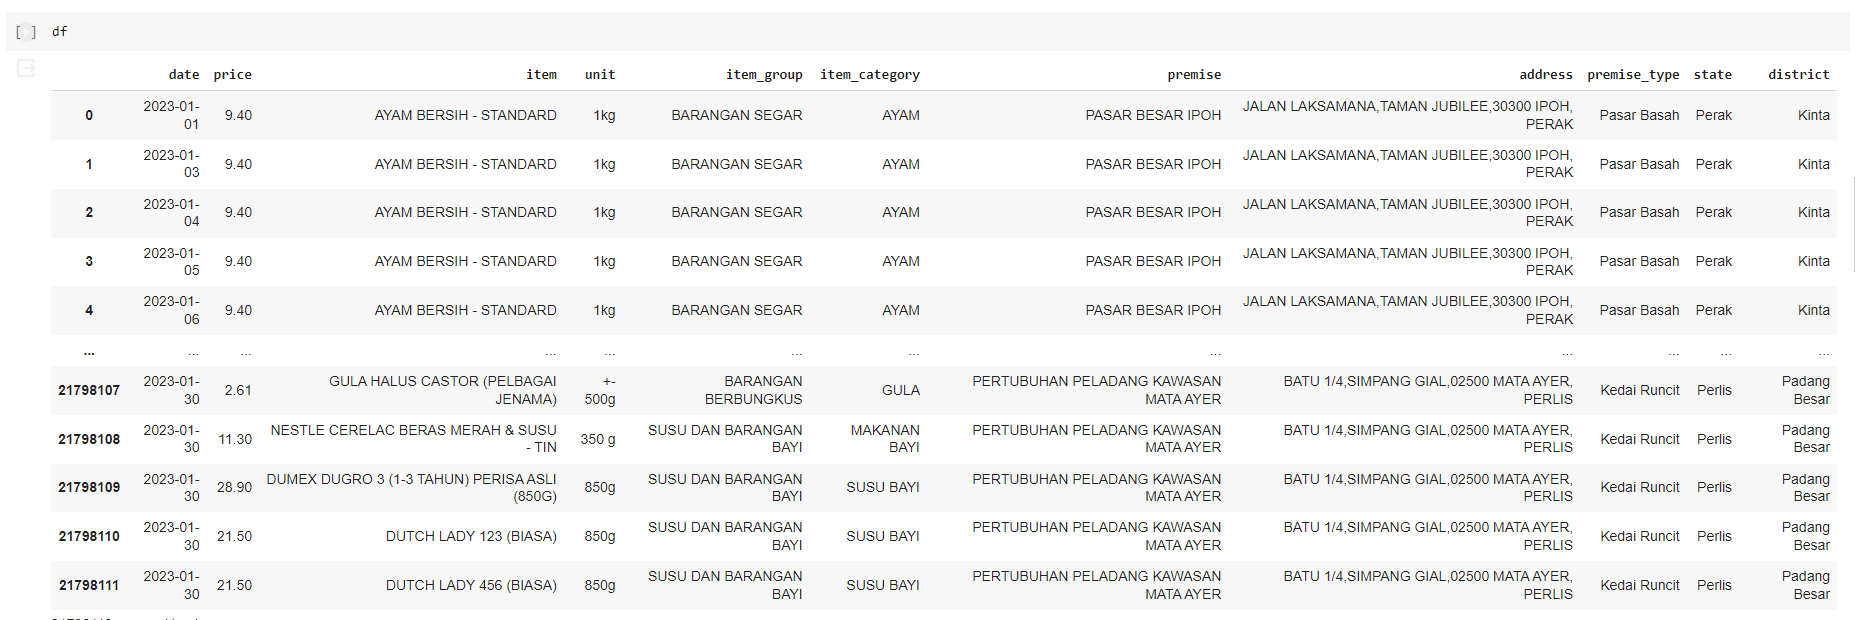 [ ] df
date price item unit item_group item_category premise address premise_type state district
0 2023-01-01 9.40 AYAM BERSIH - STANDARD 1kg BARANGAN SEGAR AYAM PASAR BESAR IPOH JALAN LAKSAMANA,TAMAN JUBILEE,30300 IPOH, PERAK Pasar Basah Perak Kinta
1 2023-01-03 9.40 AYAM BERSIH - STANDARD 1kg BARANGAN SEGAR AYAM PASAR BESAR IPOH JALAN LAKSAMANA,TAMAN JUBILEE,30300 IPOH, PERAK Pasar Basah Perak Kinta
2 2023-01-04 9.40 AYAM BERSIH - STANDARD 1kg BARANGAN SEGAR AYAM PASAR BESAR IPOH JALAN LAKSAMANA,TAMAN JUBILEE,30300 IPOH, PERAK Pasar Basah Perak Kinta
3 2023-01-05 9.40 AYAM BERSIH - STANDARD 1kg BARANGAN SEGAR AYAM PASAR BESAR IPOH JALAN LAKSAMANA,TAMAN JUBILEE,30300 IPOH, PERAK Pasar Basah Perak Kinta
4 2023-01-06 9.40 AYAM BERSIH - STANDARD 1kg BARANGAN SEGAR AYAM PASAR BESAR IPOH JALAN LAKSAMANA,TAMAN JUBILEE,30300 IPOH, PERAK Pasar Basah Perak Kinta
... ... ... ... ... ... ... ... ... ... ... ...
21798107 2023-01-30 2.61 GULA HALUS CASTOR (PELBAGAI JENAMA) +- 500g BARANGAN BERBUNGKUS GULA PERTUBUHAN PELADANG KAWASAN MATA AYER BATU 1/4,SIMPANG GIAL,02500 MATA AYER, PERLIS Kedai Runcit Perlis Padang Besar
21798108 2023-01-30 11.30 NESTLE CERELAC BERAS MERAH & SUSU - TIN 350 g SUSU DAN BARANGAN BAYI MAKANAN BAYI PERTUBUHAN PELADANG KAWASAN MATA AYER BATU 1/4,SIMPANG GIAL,02500 MATA AYER, PERLIS Kedai Runcit Perlis Padang Besar
21798109 2023-01-30 28.90 DUMEX DUGRO 3 (1-3 TAHUN) PERISA ASLI (850G) 850g SUSU DAN BARANGAN BAYI SUSU BAYI PERTUBUHAN PELADANG KAWASAN MATA AYER BATU 1/4,SIMPANG GIAL,02500 MATA AYER, PERLIS Kedai Runcit Perlis Padang Besar
21798110 2023-01-30 21.50 DUTCH LADY 123 (BIASA) 850g SUSU DAN BARANGAN BAYI SUSU BAYI PERTUBUHAN PELADANG KAWASAN MATA AYER BATU 1/4,SIMPANG GIAL,02500 MATA AYER, PERLIS Kedai Runcit Perlis Padang Besar
21798111 2023-01-30 21.50 DUTCH LADY 456 (BIASA) 850g SUSU DAN BARANGAN BAYI SUSU BAYI PERTUBUHAN PELADANG KAWASAN MATA AYER BATU 1/4,SIMPANG GIAL,02500 MATA AYER, PERLIS Kedai Runcit Perlis Padang Besar